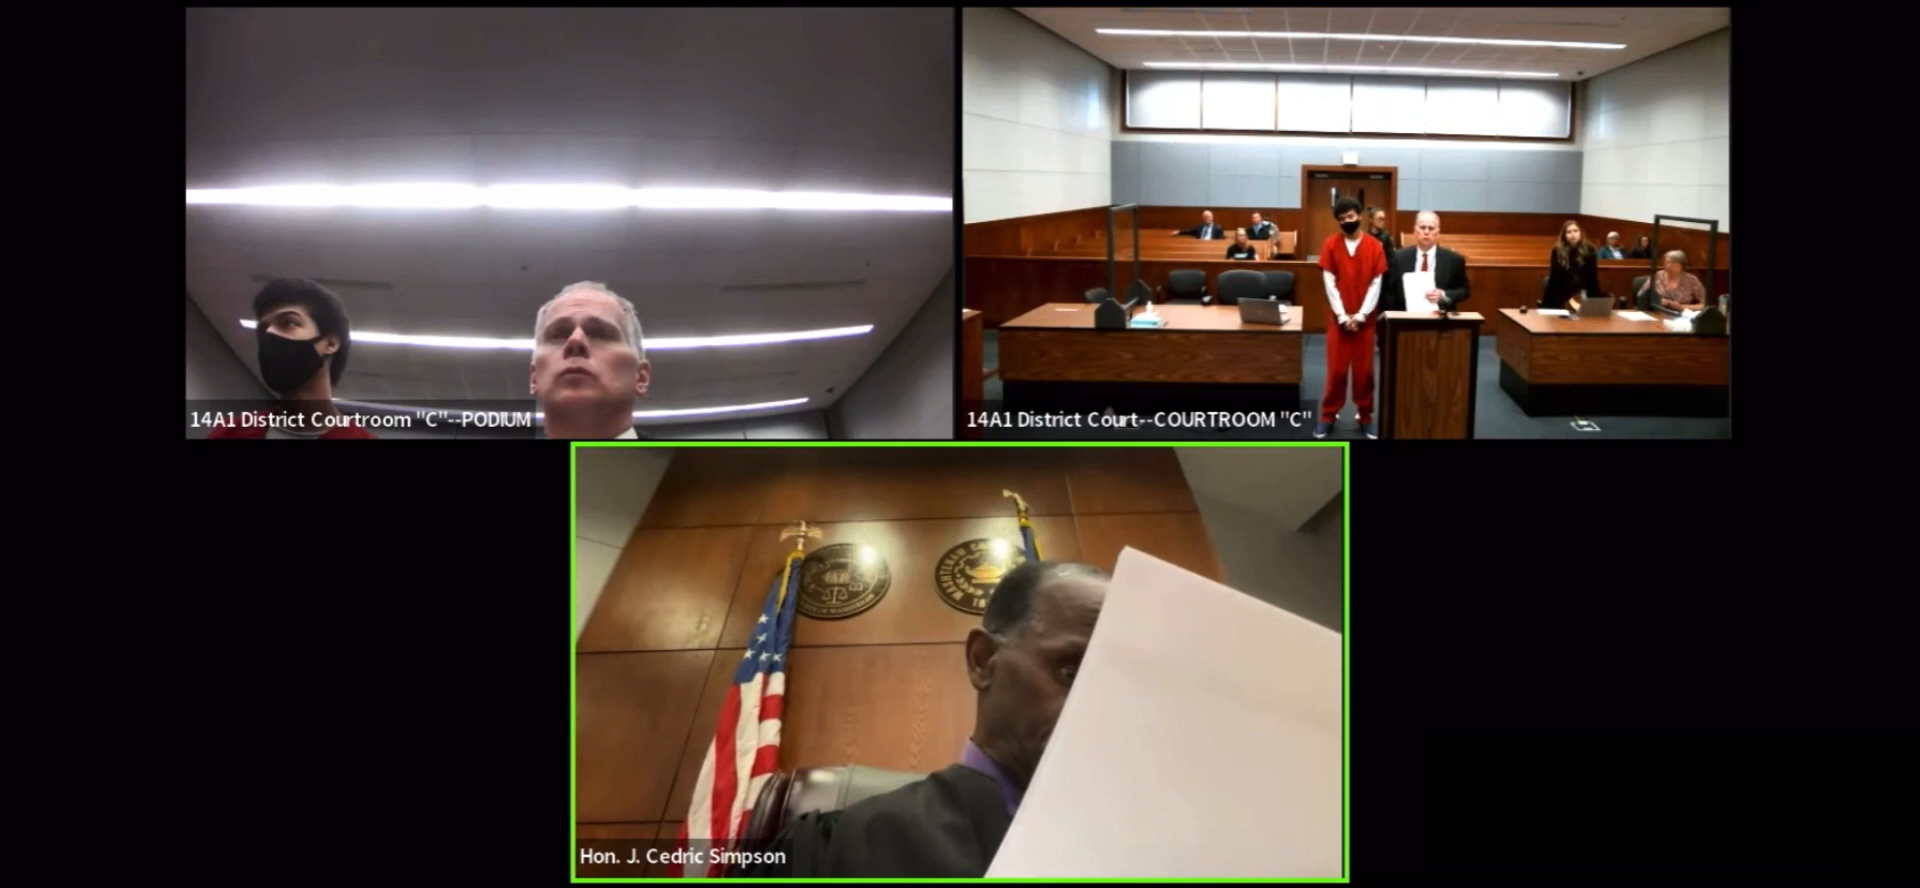 14A1 District Courtroom "C"--PODIUM
14A1 District Court--COURTROOM "C"
Hon. J. Cedric Simpson